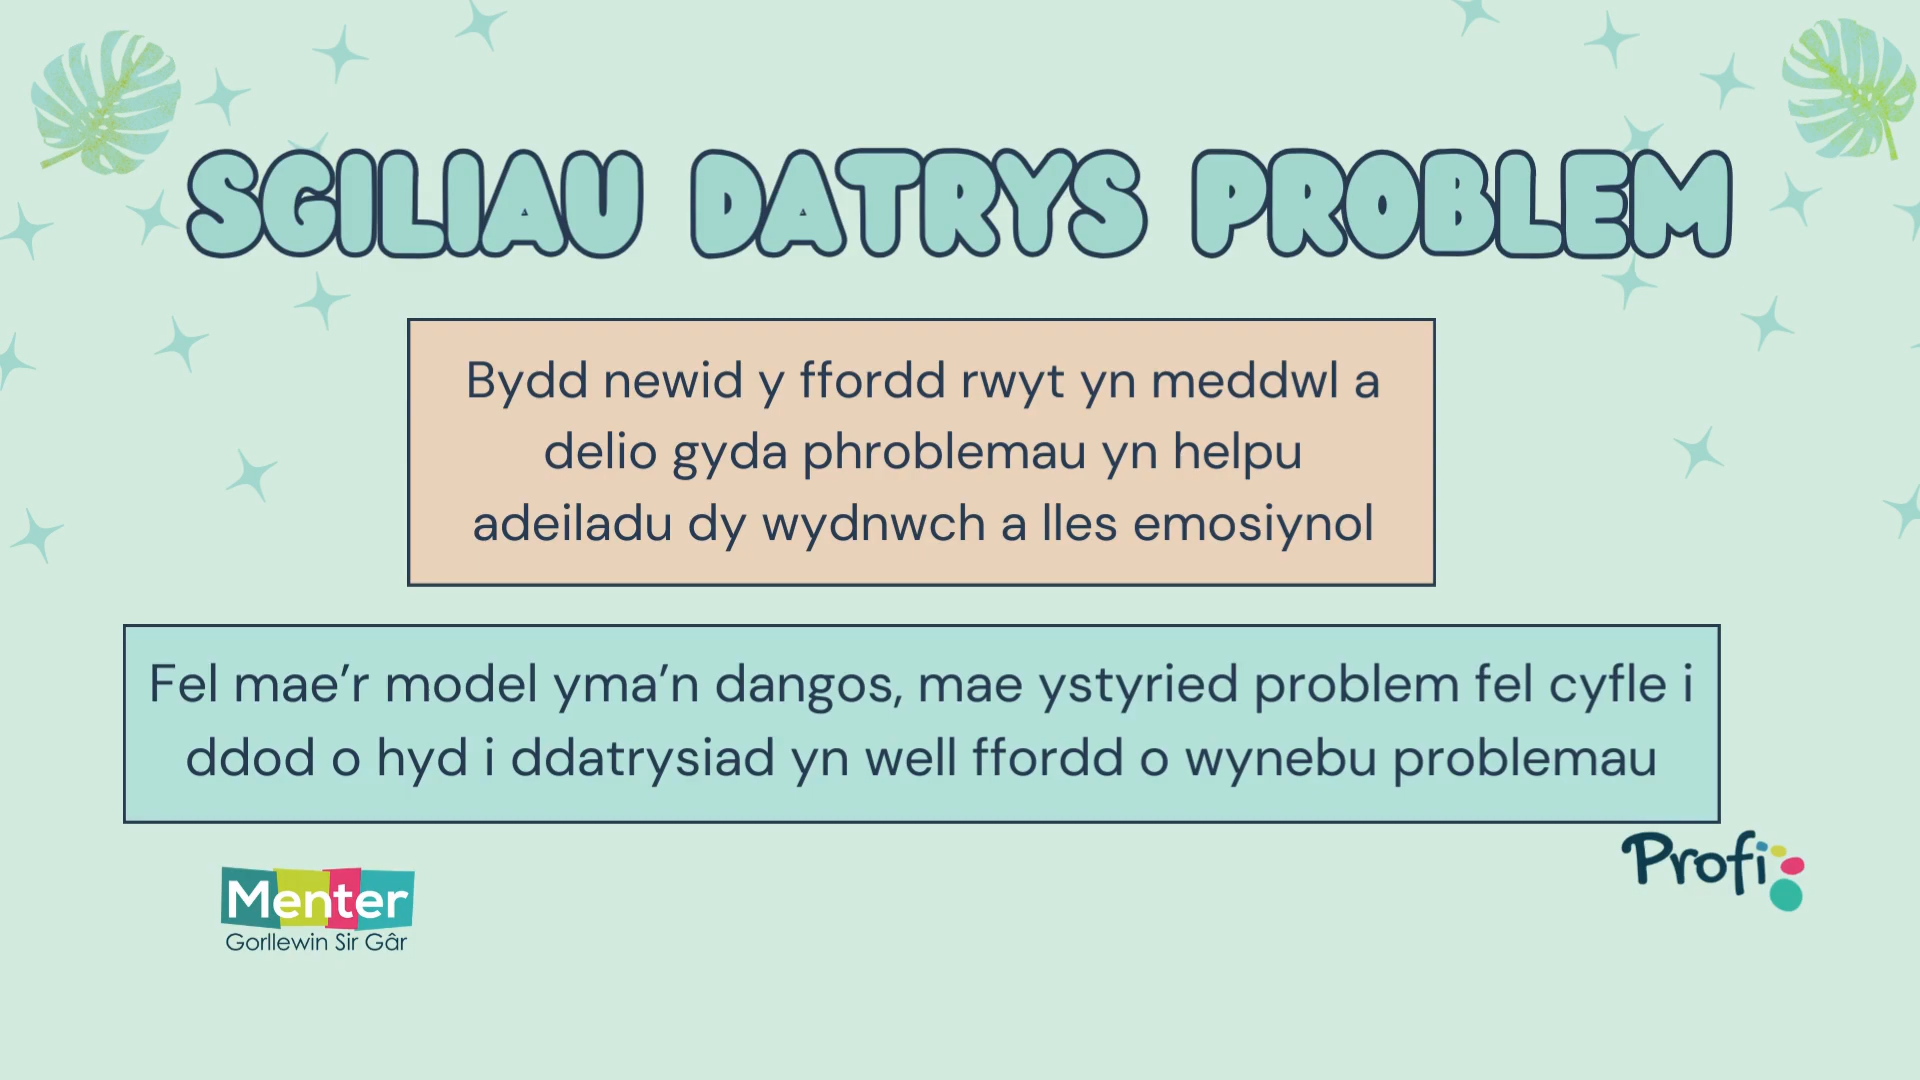 SGILIAU DATRYS PROBLEM
Bydd newid y ffordd rwyt yn meddwl a
delio gyda phroblemau yn helpu
adeiladu dy wydnwch a lles emosiynol
Fel mae’r model yma’n dangos, mae ystyried problem fel cyfle i
ddod o hyd i ddatrysiad yn well ffordd o wynebu problemau
Profi
Menter
Gorllewin Sir Gâr